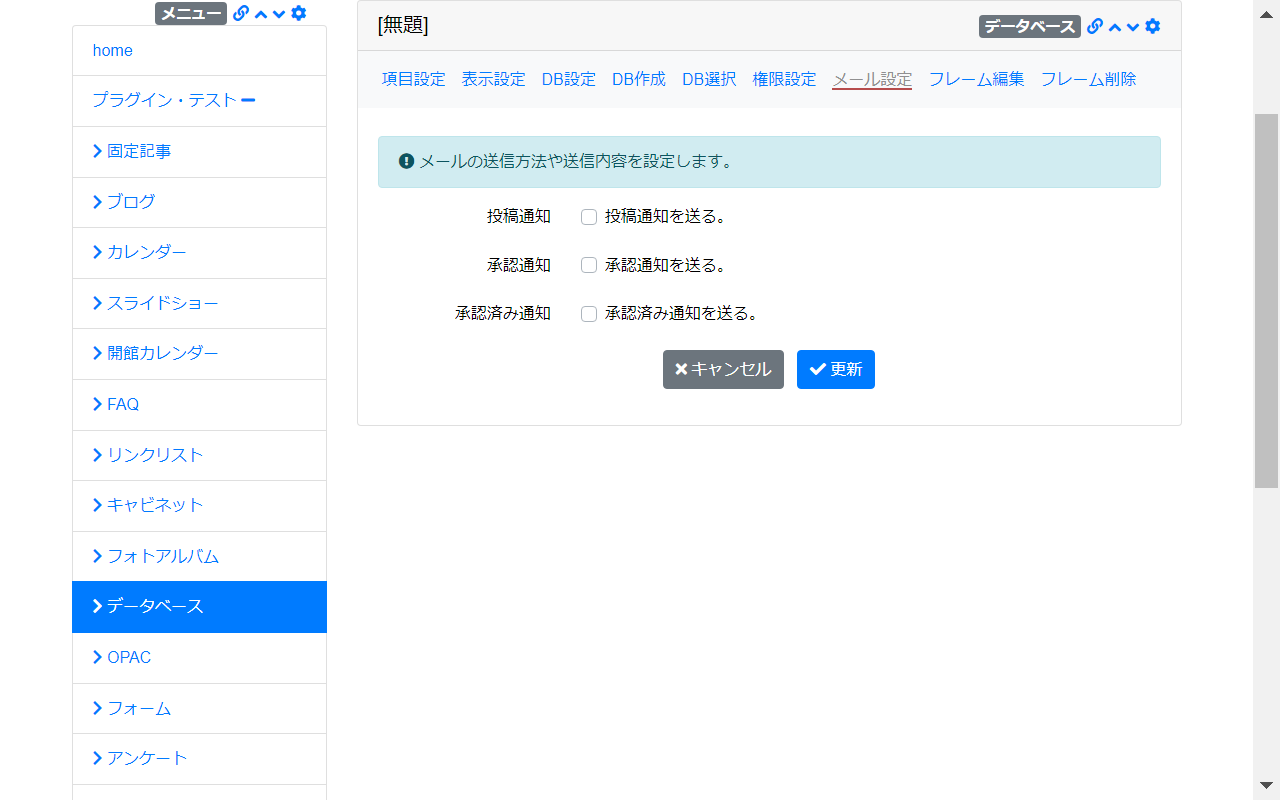 メニュー
home
プラグイン・テスト
固定記事
ブログ
カレンダー
スライドショー
開館カレンダー
FAQ
リンクリスト
キャビネット
フォトアルバム
データベース
OPAC
フォーム
アンケート
[無題] データベース
項目設定 表示設定 DB設定 DB作成 DB選択 権限設定 メール設定 フレーム編集 フレーム削除
メールの送信方法や送信内容を設定します。
投稿通知 投稿通知を送る。
承認通知 承認通知を送る。
承認済み通知 承認済み通知を送る。
キャンセル 更新